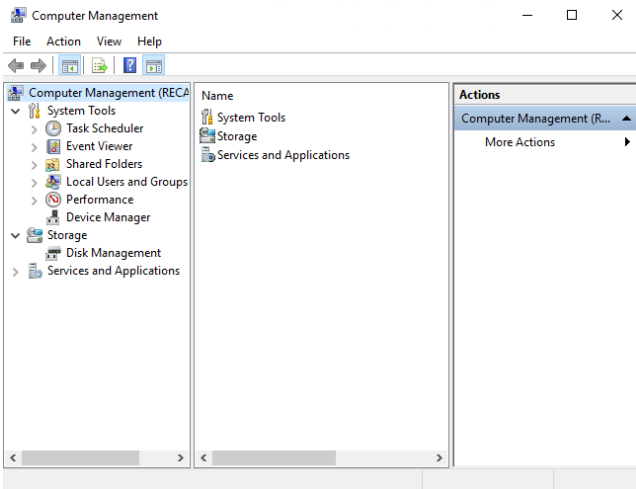 Computer Management
File Action View Help
Computer Management (RECA
System Tools
Task Scheduler
Event Viewer
Shared Folders
Local Users and Groups
Performance
Device Manager
Storage
Disk Management
Services and Applications
Name
System Tools
Storage
Services and Applications
Actions
Computer Management (R...
More Actions